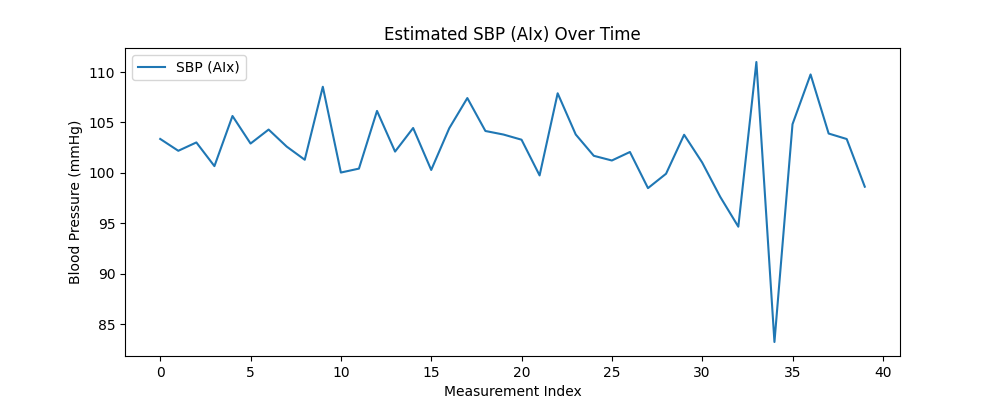 Estimated SBP (AIx) Over Time
SBP (AIx)
Blood Pressure (mmHg)
110
105
100
95
90
85
0 5 10 15 20 25 30 35 40
Measurement Index